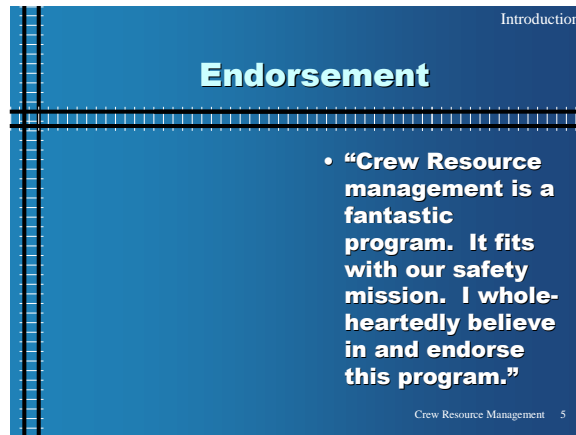 Introduction
Endorsement
• “Crew Resource
management is a
fantastic
program.  It fits
with our safety
mission.  I whole-
heartedly believe
in and endorse
this program.”
Crew Resource Management 5